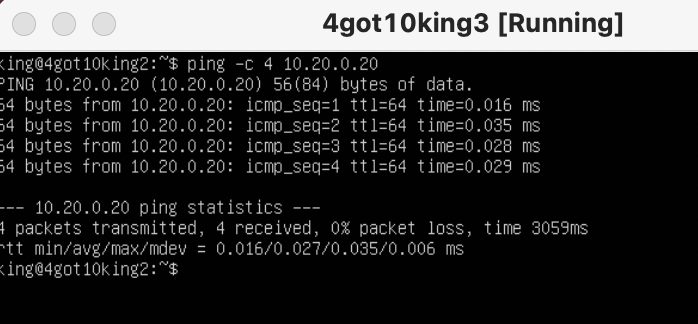 4got10king3 [Running]
king@4got10king2:~$ ping -c 4 10.20.0.20
PING 10.20.0.20 (10.20.0.20) 56(84) bytes of data.
64 bytes from 10.20.0.20: icmp_seq=1 ttl=64 time=0.016 ms
64 bytes from 10.20.0.20: icmp_seq=2 ttl=64 time=0.035 ms
64 bytes from 10.20.0.20: icmp_seq=3 ttl=64 time=0.028 ms
64 bytes from 10.20.0.20: icmp_seq=4 ttl=64 time=0.029 ms
--- 10.20.0.20 ping statistics ---
4 packets transmitted, 4 received, 0% packet loss, time 3059ms
rtt min/avg/max/mdev = 0.016/0.027/0.035/0.006 ms
king@4got10king2:~$